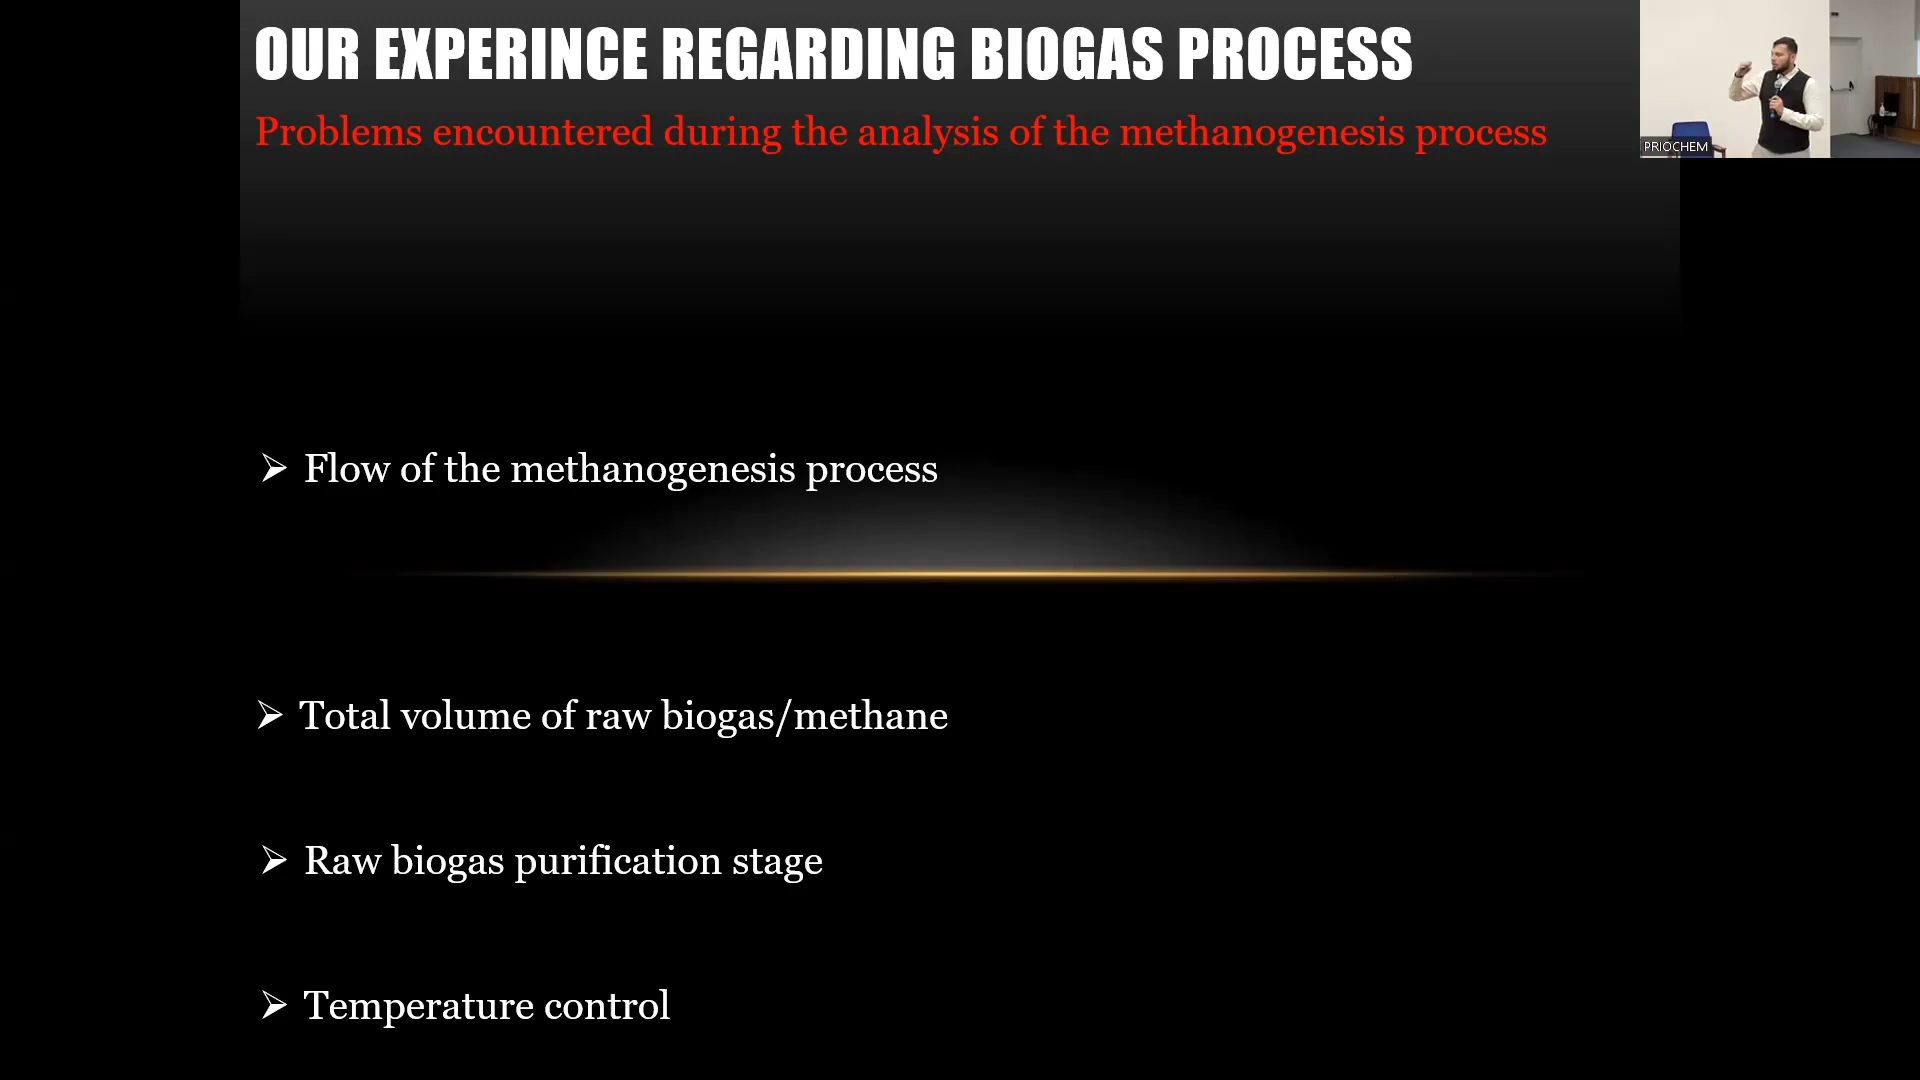 OUR EXPERINCE REGARDING BIOGAS PROCESS
Problems encountered during the analysis of the methanogenesis process
PRIOCHEM
➢ Flow of the methanogenesis process
➢ Total volume of raw biogas/methane
➢ Raw biogas purification stage
➢ Temperature control